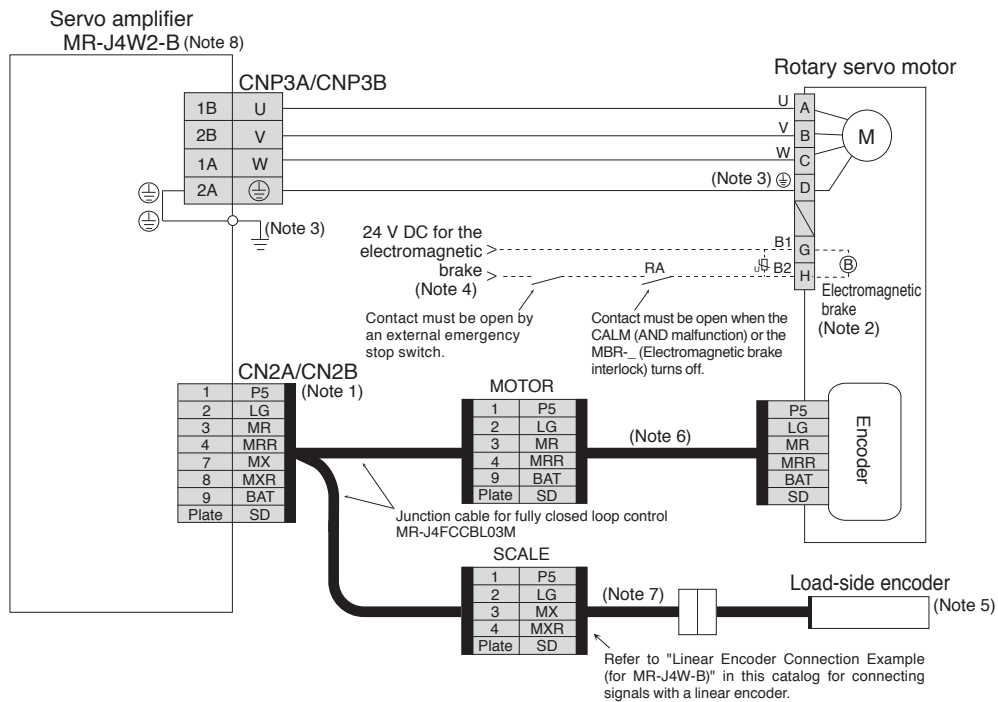 Servo amplifier
MR-J4W2-B (Note 8)
CNP3A/CNP3B
1B U
2B V
1A W
2A
(Note 3)
Rotary servo motor
U A
V B
W C
(Note 3) D
M
24 V DC for the
electromagnetic
brake
(Note 4)
B1 G
RA
U B2 H
B
Electromagnetic
brake
(Note 2)
Contact must be open by
an external emergency
stop switch.
Contact must be open when the
CALM (AND malfunction) or the
MBR-_ (Electromagnetic brake
interlock) turns off.
CN2A/CN2B
(Note 1)
1 P5
2 LG
3 MR
4 MRR
7 MX
8 MXR
9 BAT
Plate SD
MOTOR
1 P5
2 LG
3 MR
4 MRR
9 BAT
Plate SD
(Note 6)
P5
LG
MR
MRR
BAT
SD
Encoder
Junction cable for fully closed loop control
MR-J4FCCBL03M
SCALE
1 P5
2 LG
3 MX
4 MXR
Plate SD
(Note 7)
Load-side encoder
(Note 5)
Refer to "Linear Encoder Connection Example
(for MR-J4W-B)" in this catalog for connecting
signals with a linear encoder.